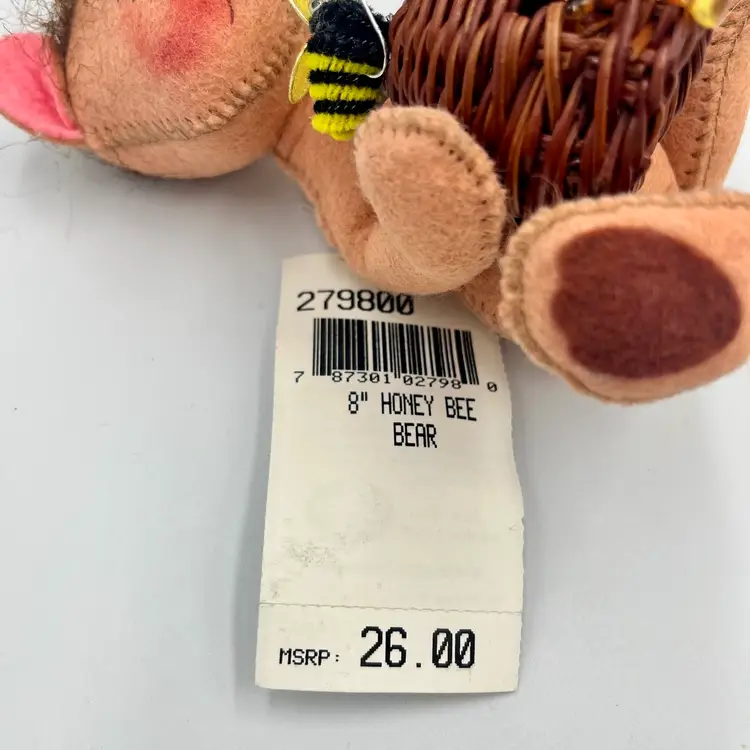 279800
7 87301 02798 0
8" HONEY BEE
BEAR
MSRP: 26.00